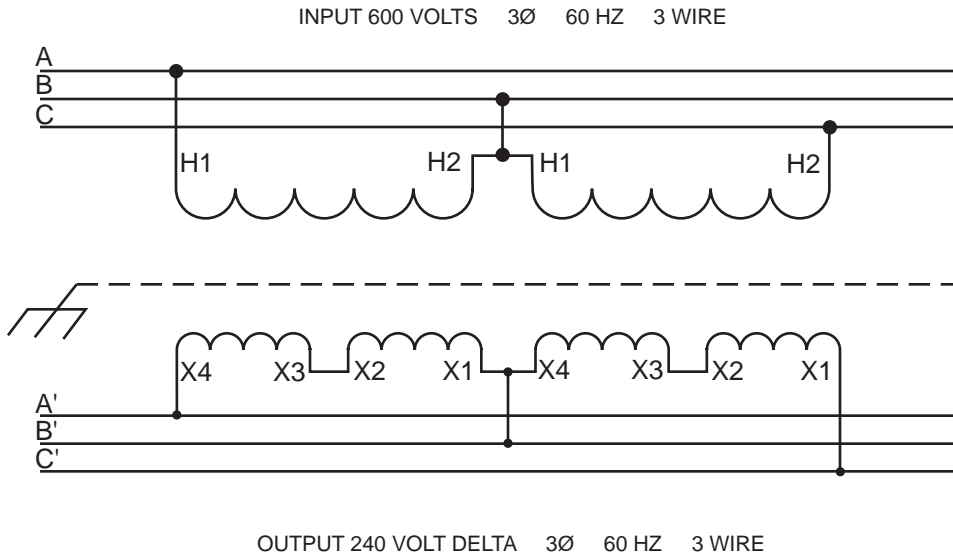 INPUT 600 VOLTS 3Ø 60 HZ 3 WIRE
A
B
C
H1 H2 H1 H2
X4 X3 X2 X1 X4 X3 X2 X1
A'
B'
C'
OUTPUT 240 VOLT DELTA 3Ø 60 HZ 3 WIRE